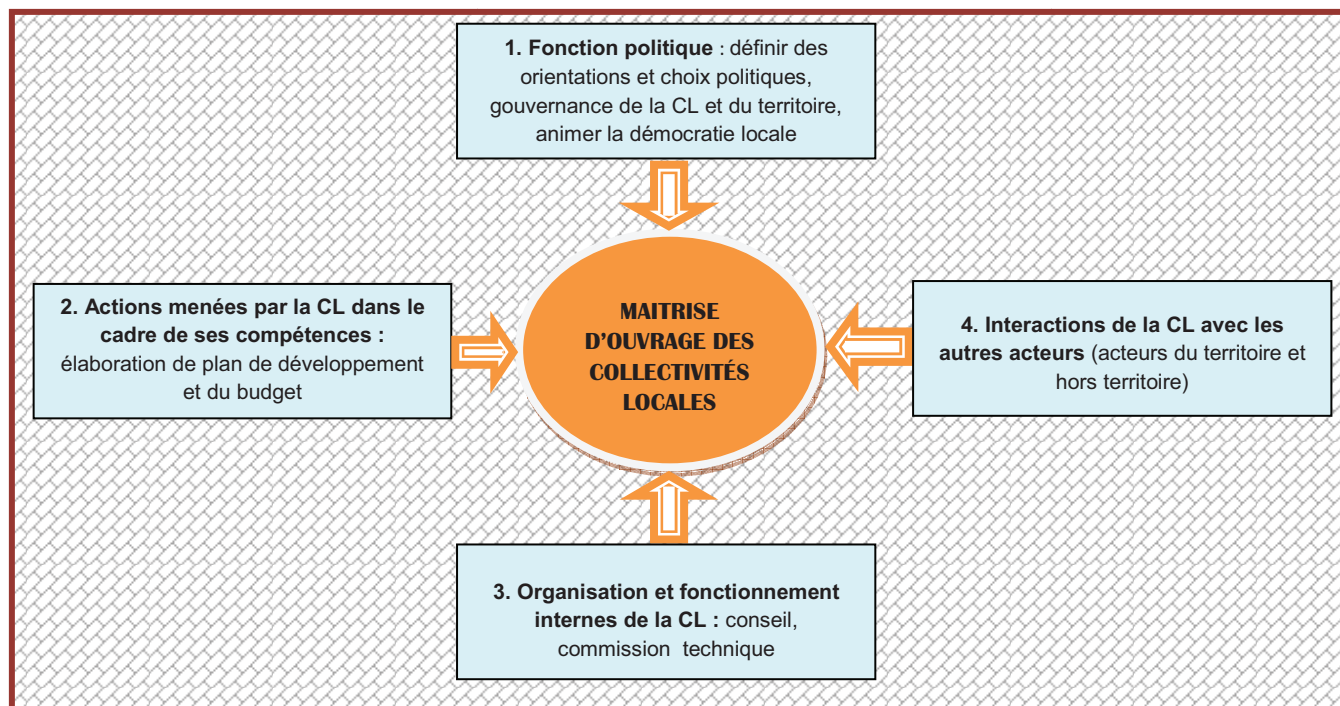 1. Fonction politique : définir des
orientations et choix politiques,
gouvernance de la CL et du territoire,
animer la démocratie locale
2. Actions menées par la CL dans le
cadre de ses compétences :
élaboration de plan de développement
et du budget
MAITRISE
D’OUVRAGE DES
COLLECTIVITÉS
LOCALES
4. Interactions de la CL avec les
autres acteurs (acteurs du territoire et
hors territoire)
3. Organisation et fonctionnement
internes de la CL : conseil,
commission technique